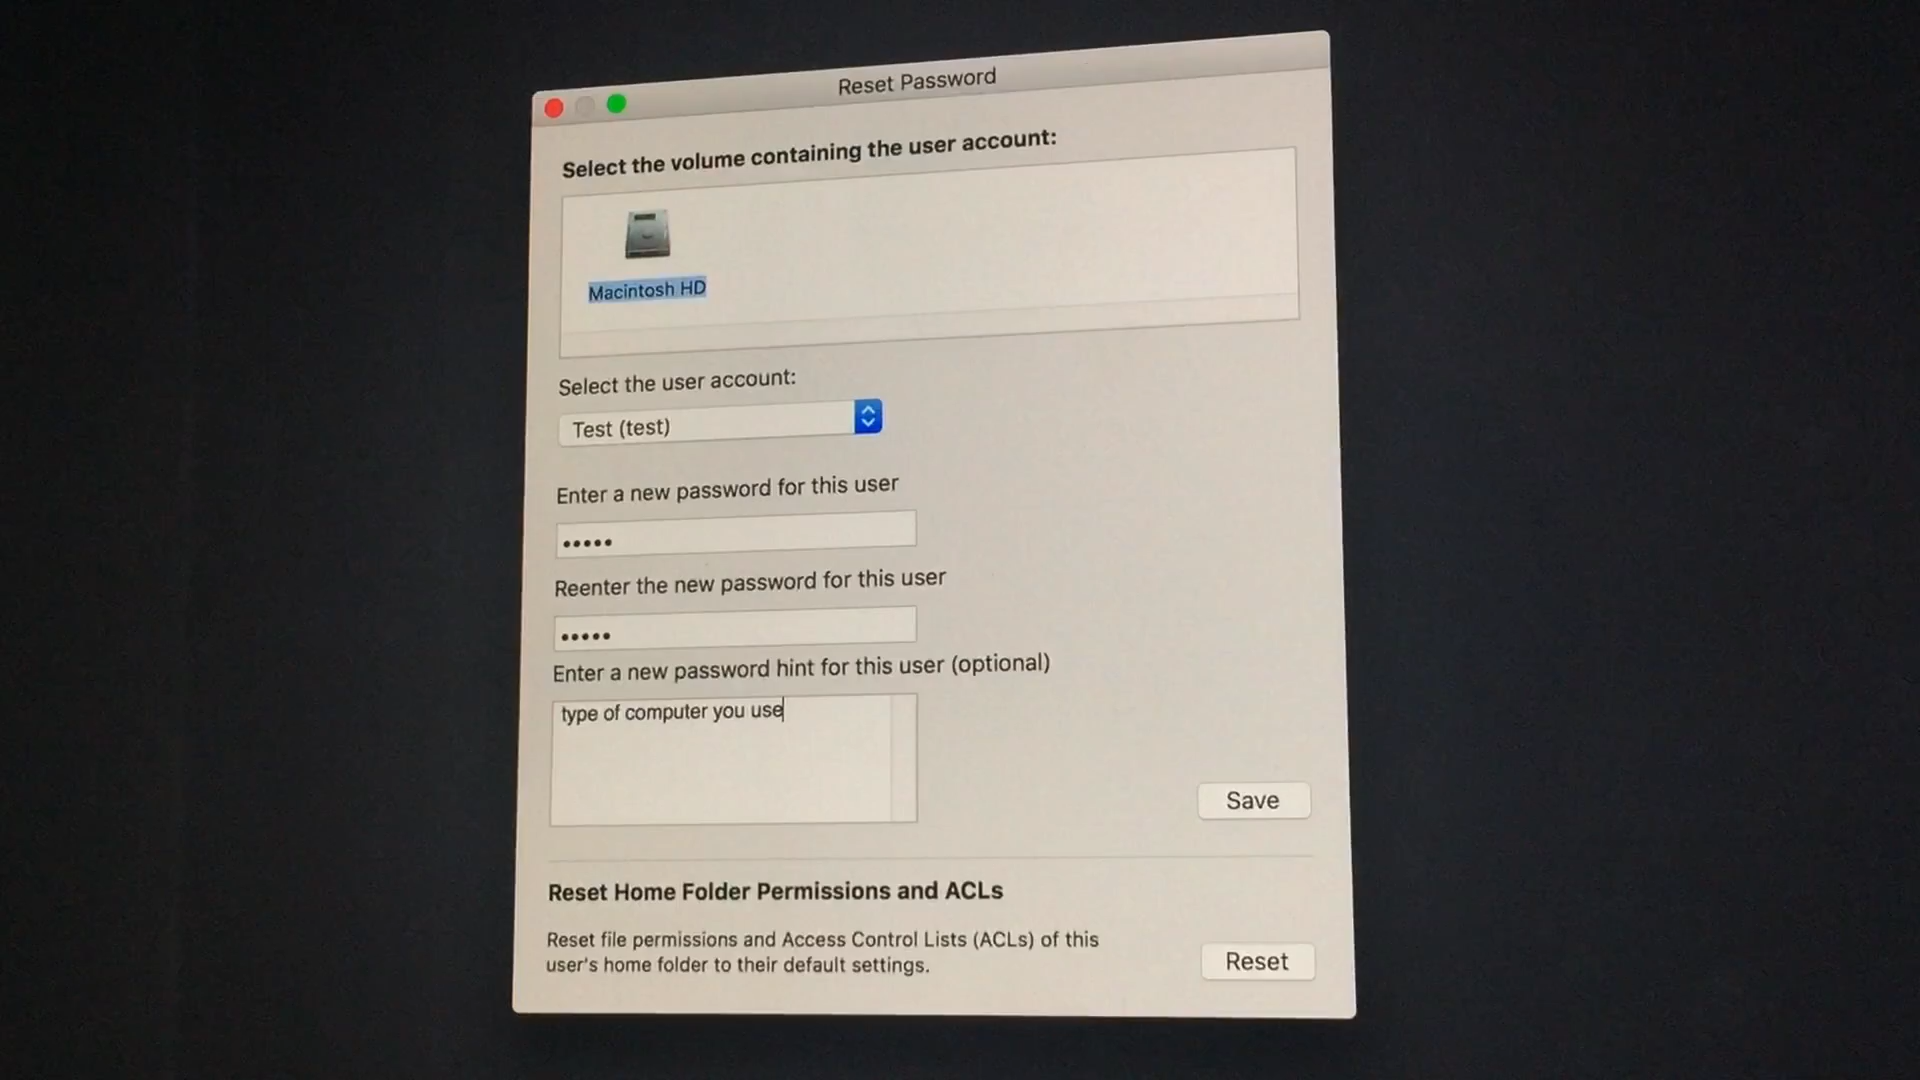 Reset Password
Select the volume containing the user account:
Macintosh HD
Select the user account:
Test (test)
Enter a new password for this user
•••••
Reenter the new password for this user
•••••
Enter a new password hint for this user (optional)
type of computer you use
Save
Reset Home Folder Permissions and ACLs
Reset file permissions and Access Control Lists (ACLs) of this
user's home folder to their default settings.
Reset